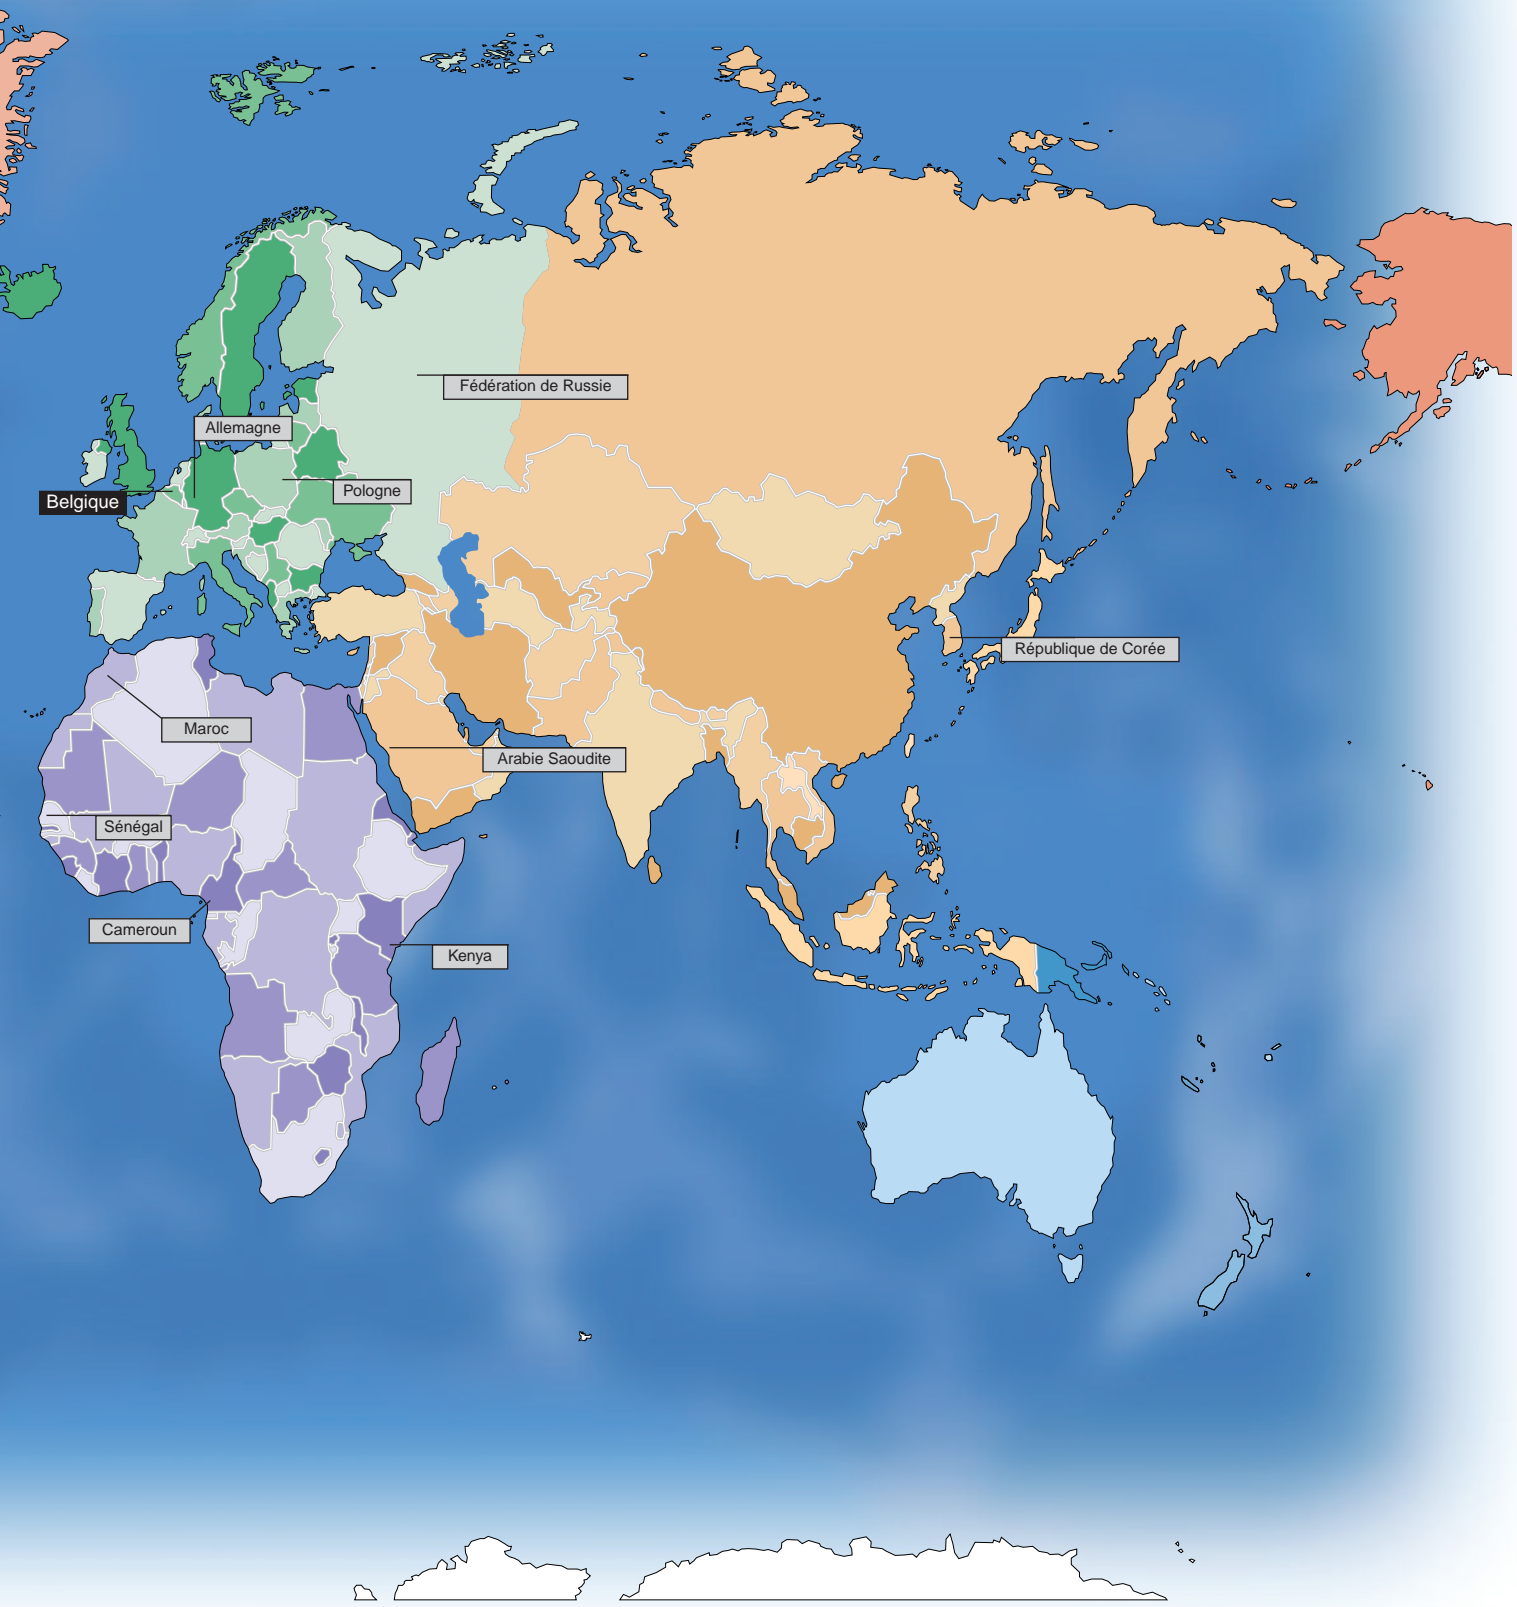 Fédération de Russie
Allemagne
Pologne
Belgique
République de Corée
Maroc
Arabie Saoudite
Sénégal
Cameroun
Kenya